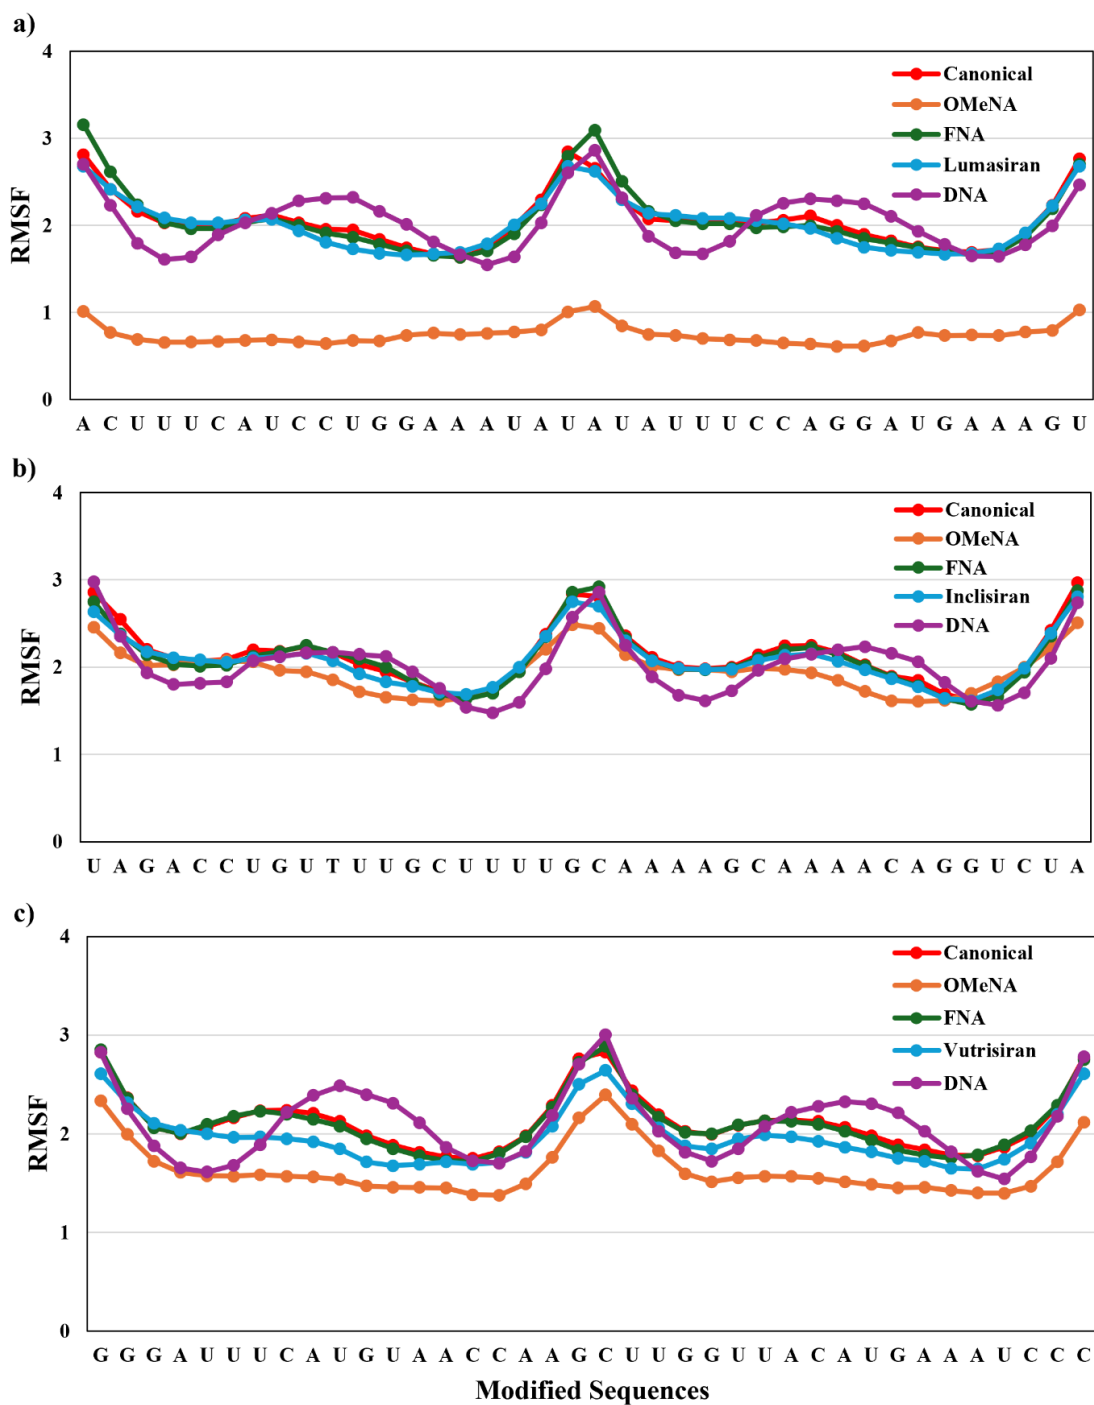 a)
4
3
2
1
0
RMSF
Canonical
OMeNA
FNA
Lumasiran
DNA
A C U U U C A U C C U G G A A A U A U A U A U U U C C A G G A U G A A A G U
b)
4
3
2
1
0
RMSF
Canonical
OMeNA
FNA
Inclisiran
DNA
U A G A C C U G U T U U G C U U U U G C A A A A G C A A A A C A G G U C U A
c)
4
3
2
1
0
RMSF
Canonical
OMeNA
FNA
Vutrisiran
DNA
G G G A U U U C A U G U A A C C A A G C U U G G U U A C A U G A A A U C C C
Modified Sequences